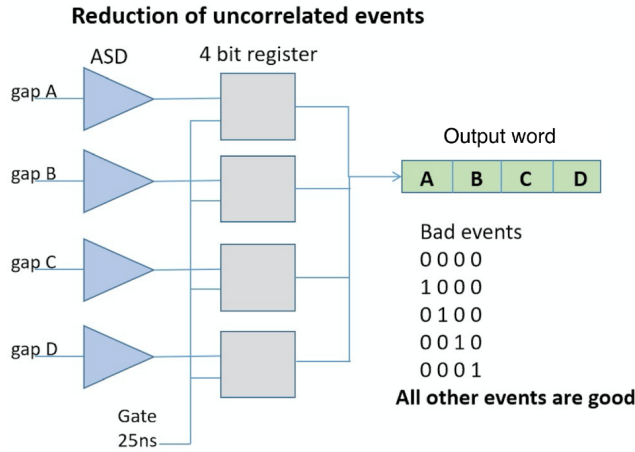 Reduction of uncorrelated events
ASD
4 bit register
gap A
gap B
gap C
gap D
Gate
25ns
Output word
A B C D
Bad events
0 0 0 0
1 0 0 0
0 1 0 0
0 0 1 0
0 0 0 1
All other events are good